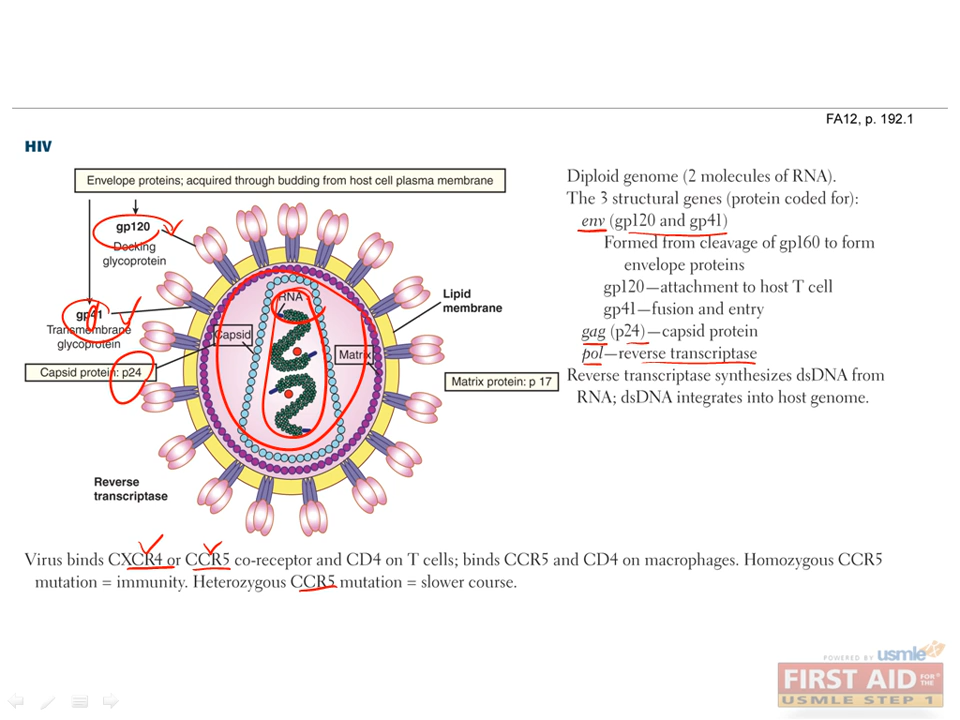 FA12, p. 192.1
HIV
Envelope proteins; acquired through budding from host cell plasma membrane
gp120
Docking
glycoprotein
gp41
Transmembrane
glycoprotein
Capsid protein: p24
RNA
Capsid
Matrix
Lipid
membrane
Matrix protein: p 17
Reverse
transcriptase
Diploid genome (2 molecules of RNA).
The 3 structural genes (protein coded for):
env (gp120 and gp41)
Formed from cleavage of gp160 to form
envelope proteins
gp120—attachment to host T cell
gp41—fusion and entry
gag (p24)—capsid protein
pol—reverse transcriptase
Reverse transcriptase synthesizes dsDNA from
RNA; dsDNA integrates into host genome.
Virus binds CXCR4 or CCR5 co-receptor and CD4 on T cells; binds CCR5 and CD4 on macrophages. Homozygous CCR5
mutation = immunity. Heterozygous CCR5 mutation = slower course.
POWERED BY usmlerx
FIRST AID FOR THE
USMLE STEP 1